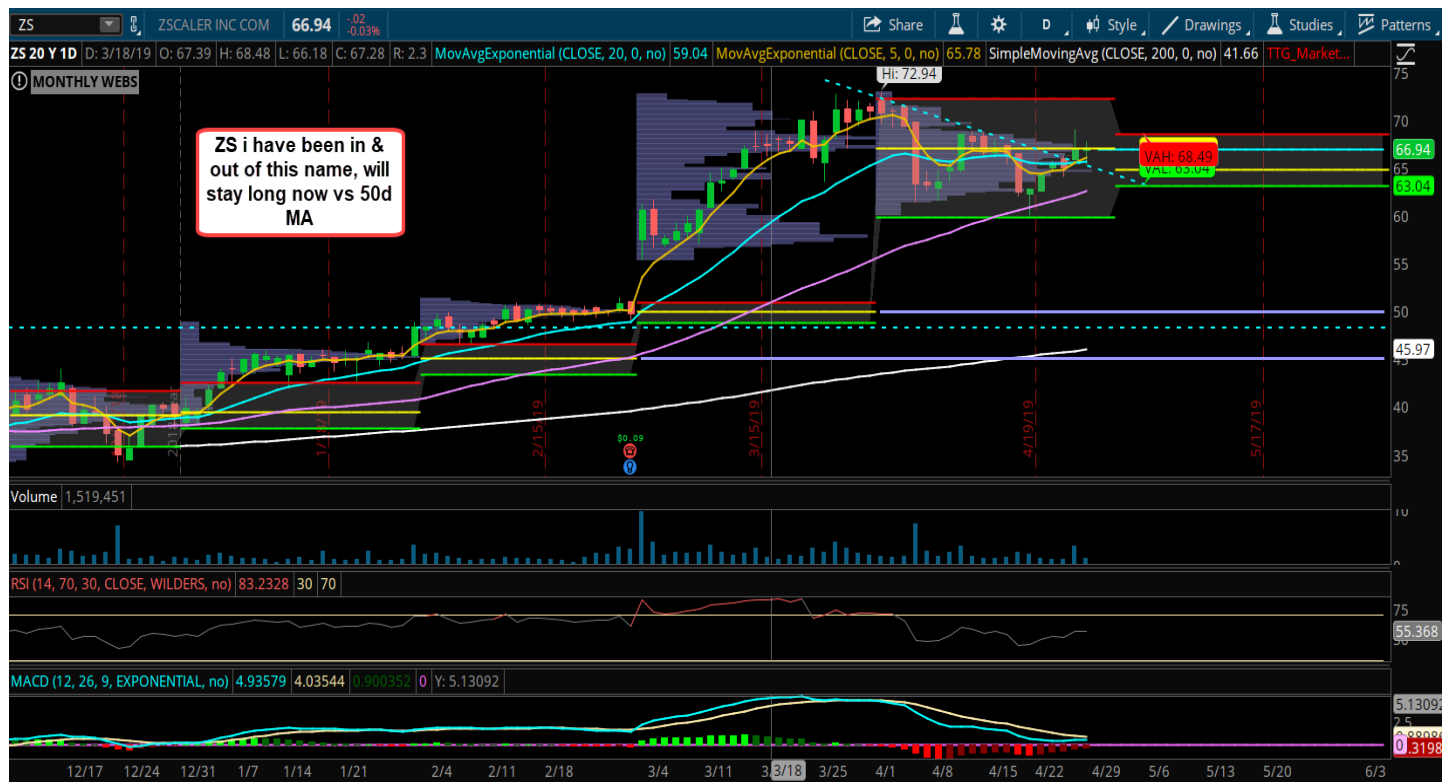 ZS
ZSCALER INC COM
66.94
-.02
-0.03%
Share
D
Style
Drawings
Studies
Patterns
ZS 20 Y 1D D: 3/18/19 O: 67.39 H: 68.48 L: 66.18 C: 67.28 R: 2.3 MovAvgExponential (CLOSE, 20, 0, no) 59.04 MovAvgExponential (CLOSE, 5, 0, no) 65.78 SimpleMovingAvg (CLOSE, 200, 0, no) 41.66 TTG_Market...
MONTHLY WEBS
Hi: 72.94
ZS i have been in &
out of this name, will
stay long now vs 50d
MA
VAH: 68.49
VAL: 63.04
75
70
66.94
65
63.04
60
55
50
45.97
45
40
35
1/18/19
2/15/19
3/15/19
4/19/19
5/17/19
$0.09
Volume 1,519,451
10
0
RSI (14, 70, 30, CLOSE, WILDERS, no) 83.2328 30 70
75
55.368
MACD (12, 26, 9, EXPONENTIAL, no) 4.93579 4.03544 0.900352 0 Y: 5.13092
5.13092
2.5
0
12/17 12/24 12/31 1/7 1/14 1/21 2/4 2/11 2/18 3/4 3/11 3/18 3/25 4/1 4/8 4/15 4/22 4/29 5/6 5/13 5/20 6/3